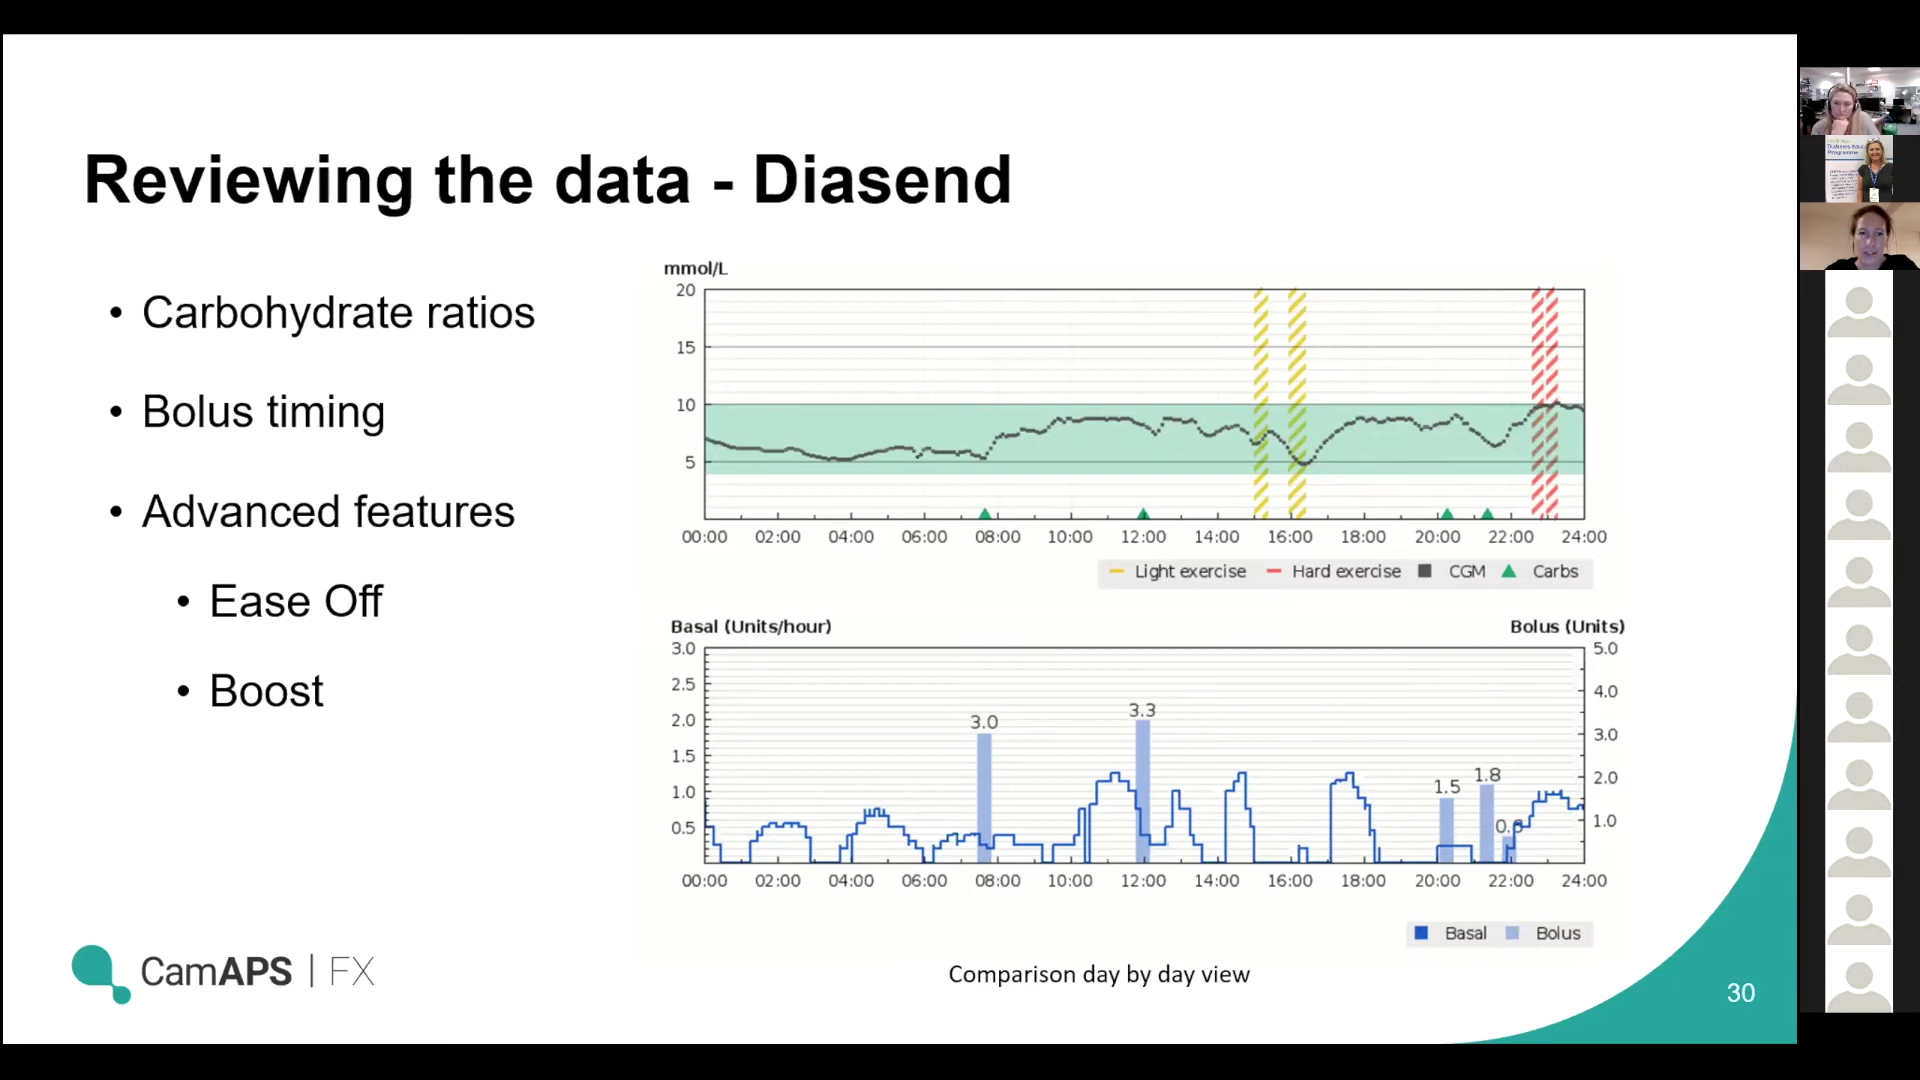 Reviewing the data - Diasend
• Carbohydrate ratios
• Bolus timing
• Advanced features
• Ease Off
• Boost
mmol/L
20
15
10
5
00:00 02:00 04:00 06:00 08:00 10:00 12:00 14:00 16:00 18:00 20:00 22:00 24:00
Light exercise Hard exercise CGM Carbs
Basal (Units/hour) Bolus (Units)
3.0 5.0
2.5 4.0
2.0 3.0
1.5 2.0
1.0 1.0
0.5
3.0 3.3 1.5 1.8
00:00 02:00 04:00 06:00 08:00 10:00 12:00 14:00 16:00 18:00 20:00 22:00 24:00
Basal Bolus
Comparison day by day view
CamAPS | FX
30
Programme